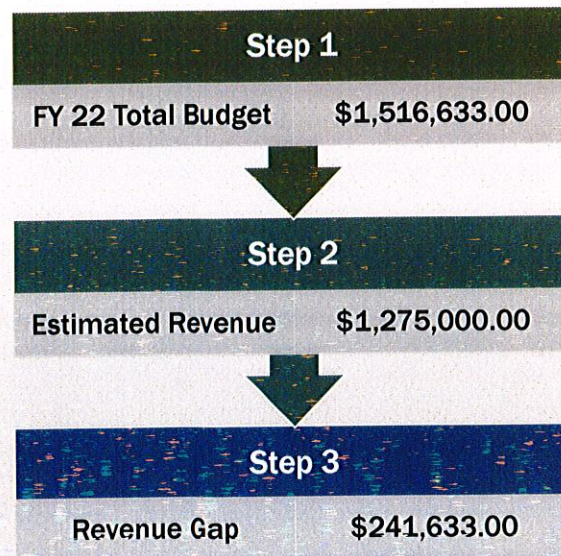 Step 1
FY 22 Total Budget $1,516,633.00
Step 2
Estimated Revenue $1,275,000.00
Step 3
Revenue Gap $241,633.00